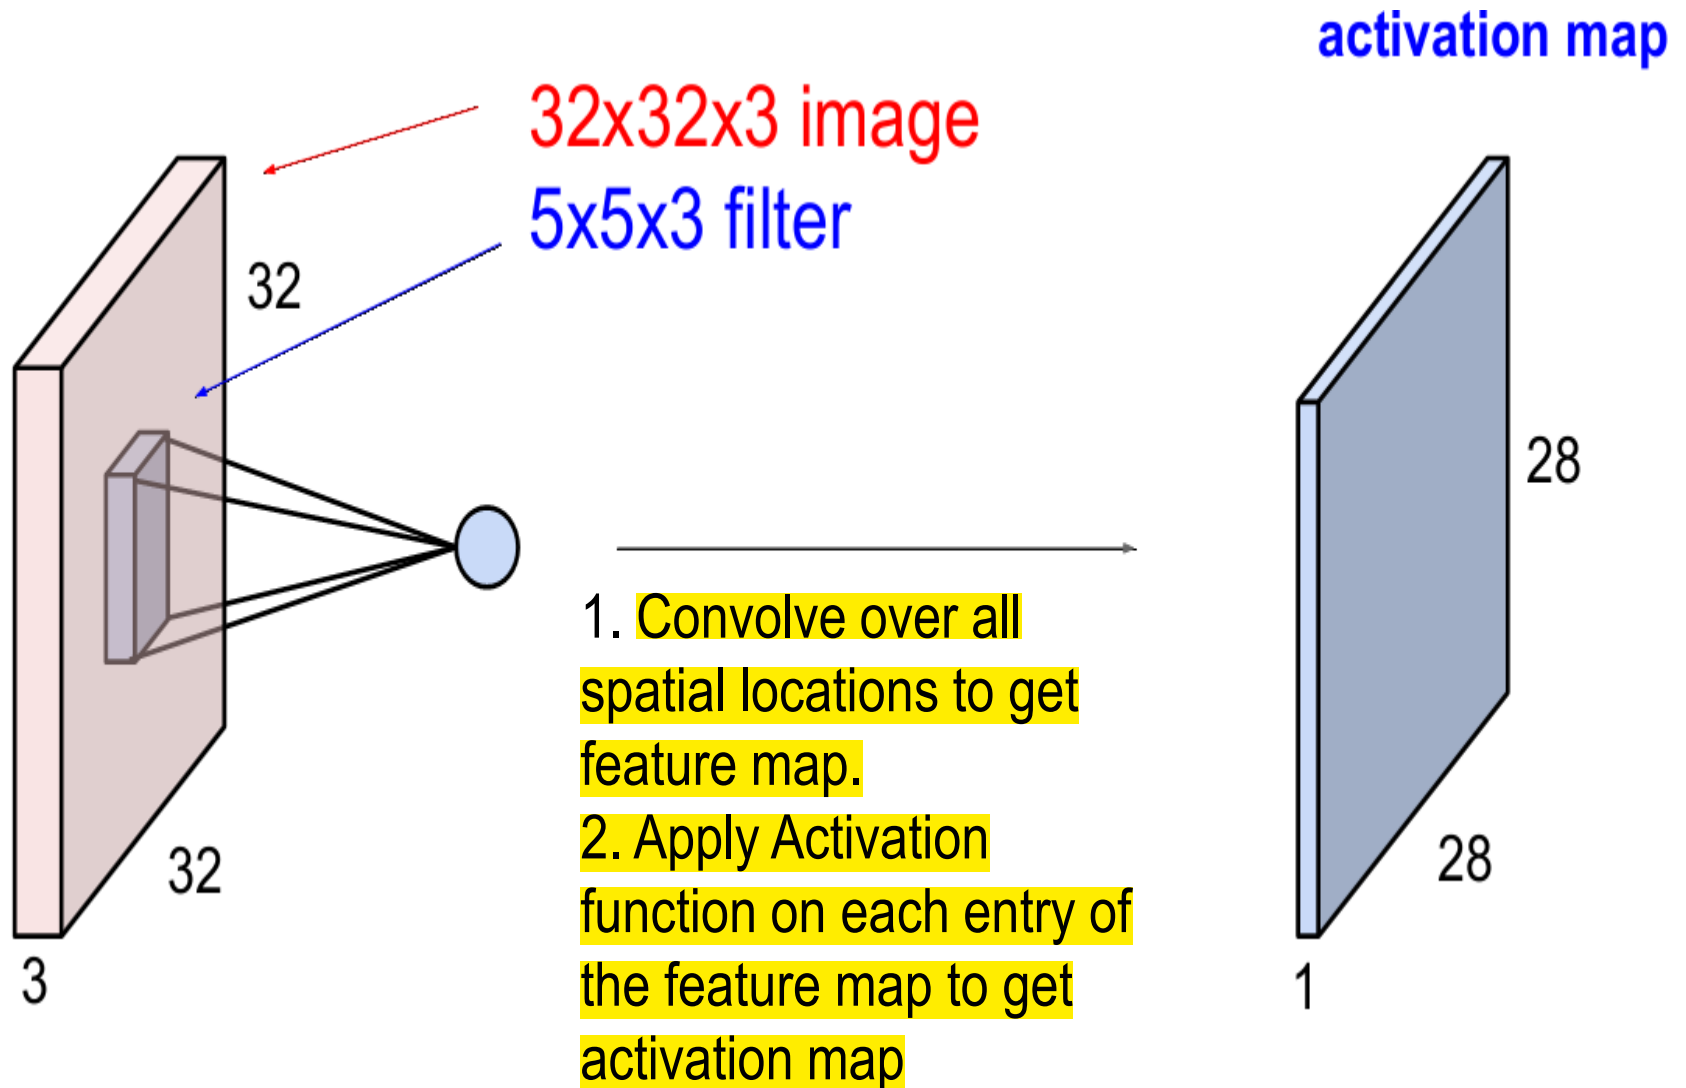 activation map
32x32x3 image
5x5x3 filter
32
32
3
1. Convolve over all
spatial locations to get
feature map.
2. Apply Activation
function on each entry of
the feature map to get
activation map
28
28
1